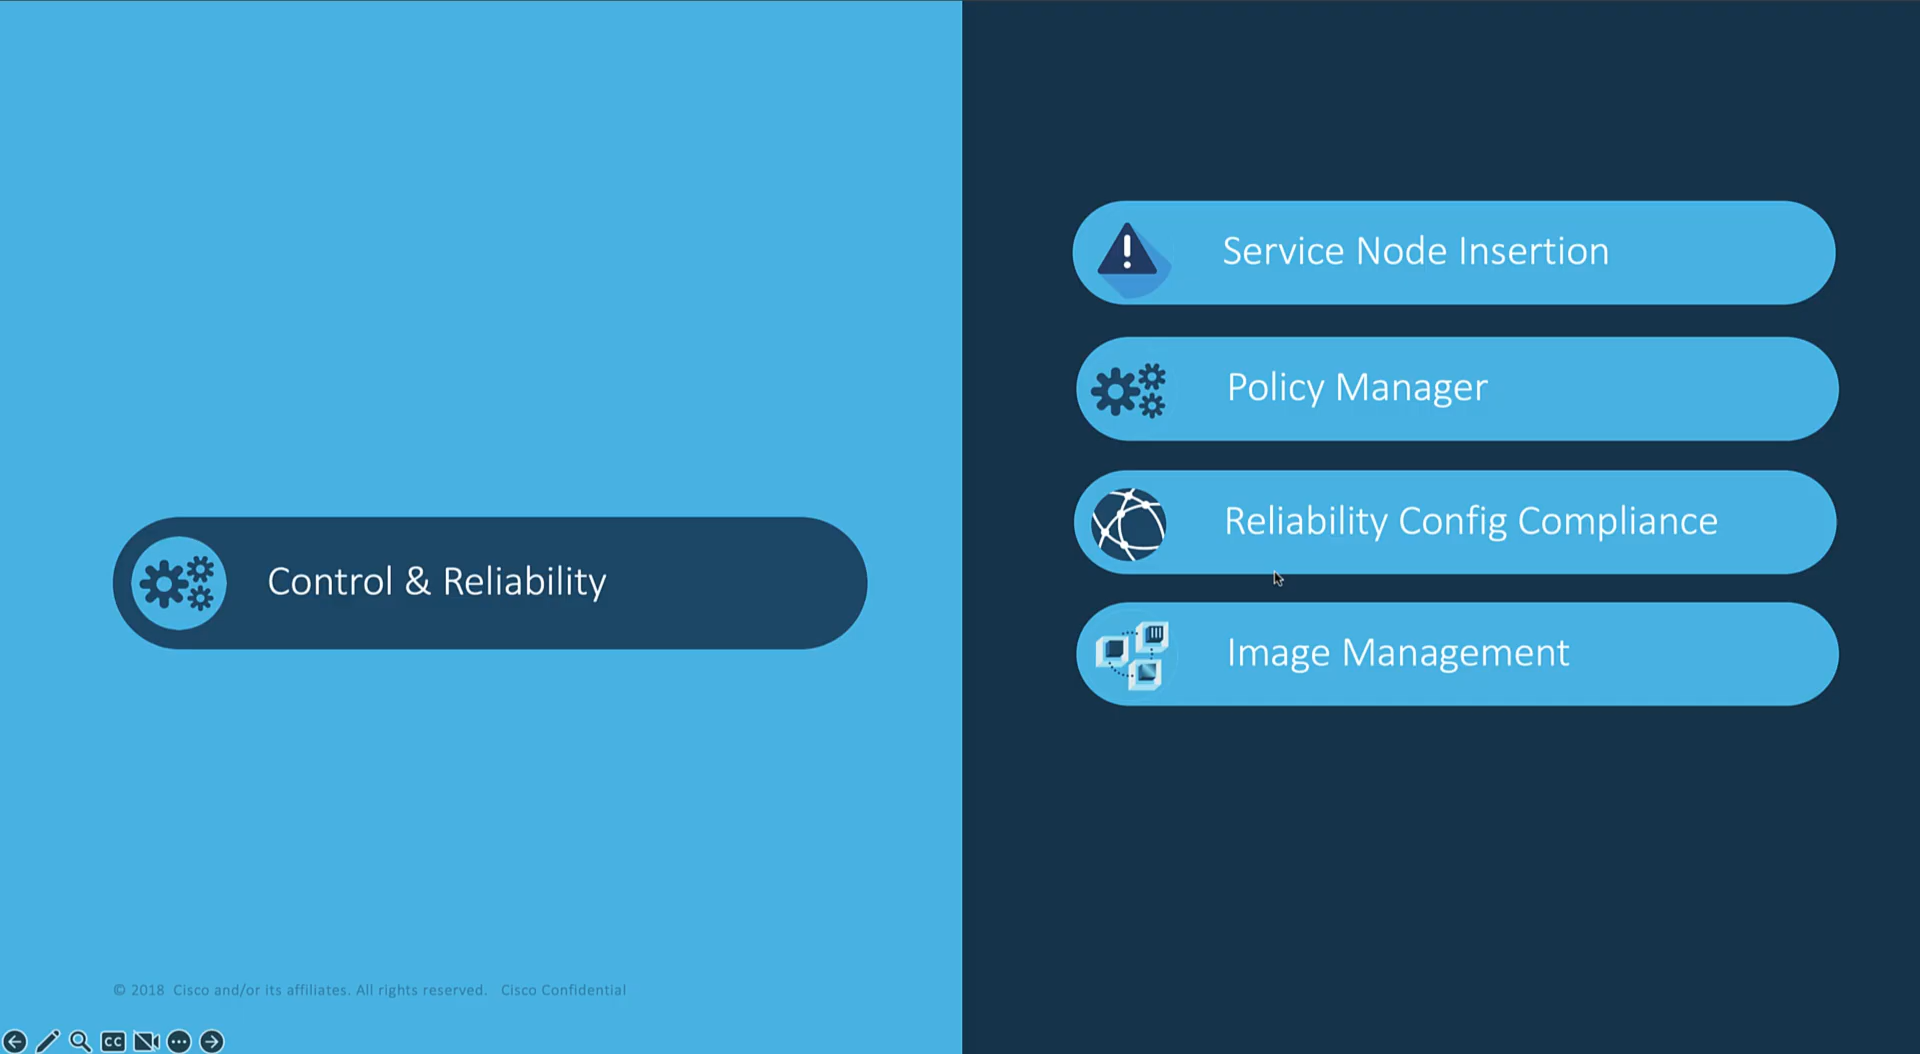 Control & Reliability
Service Node Insertion
Policy Manager
Reliability Config Compliance
Image Management
© 2018 Cisco and/or its affiliates. All rights reserved. Cisco Confidential
CC